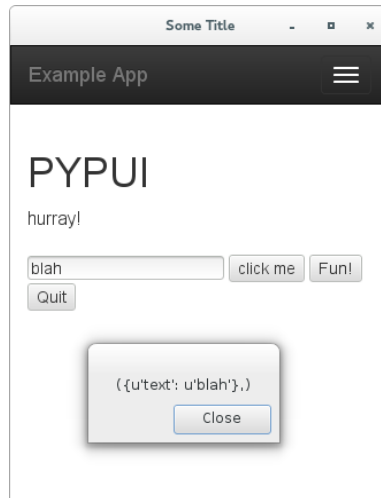 Some Title
Example App
PYPUI
hurray!
blah click me Fun!
Quit
({u'text': u'blah'},)
Close